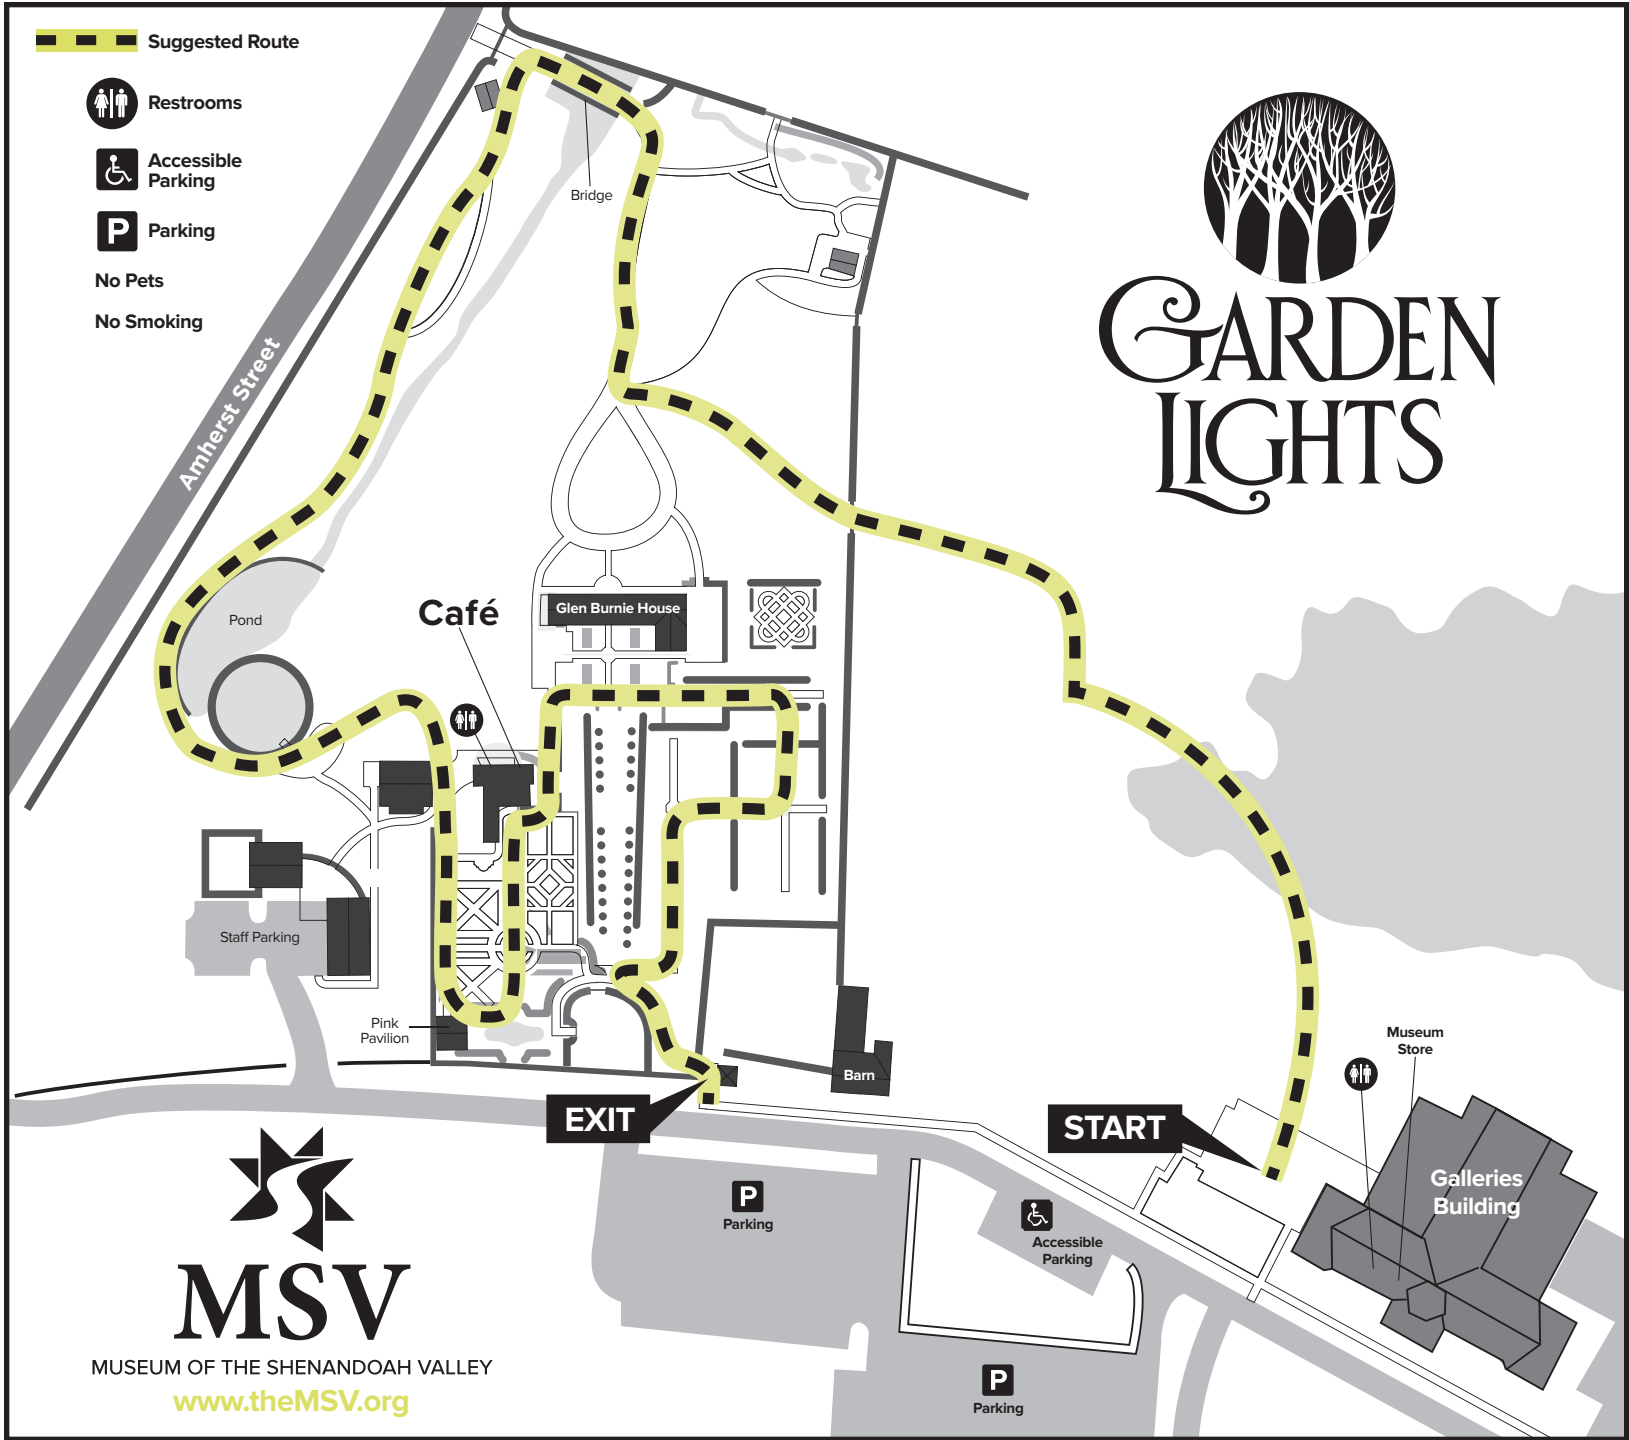 Suggested Route
Restrooms
Accessible
Parking
P
Parking
No Pets
No Smoking
Amherst Street
Bridge
GARDEN
LIGHTS
Pond
Café
Glen Burnie House
Staff Parking
Pink
Pavilion
Barn
EXIT
START
Museum
Store
Galleries
Building
P
Parking
Accessible
Parking
P
Parking
MSV
MUSEUM OF THE SHENANDOAH VALLEY
www.theMSV.org